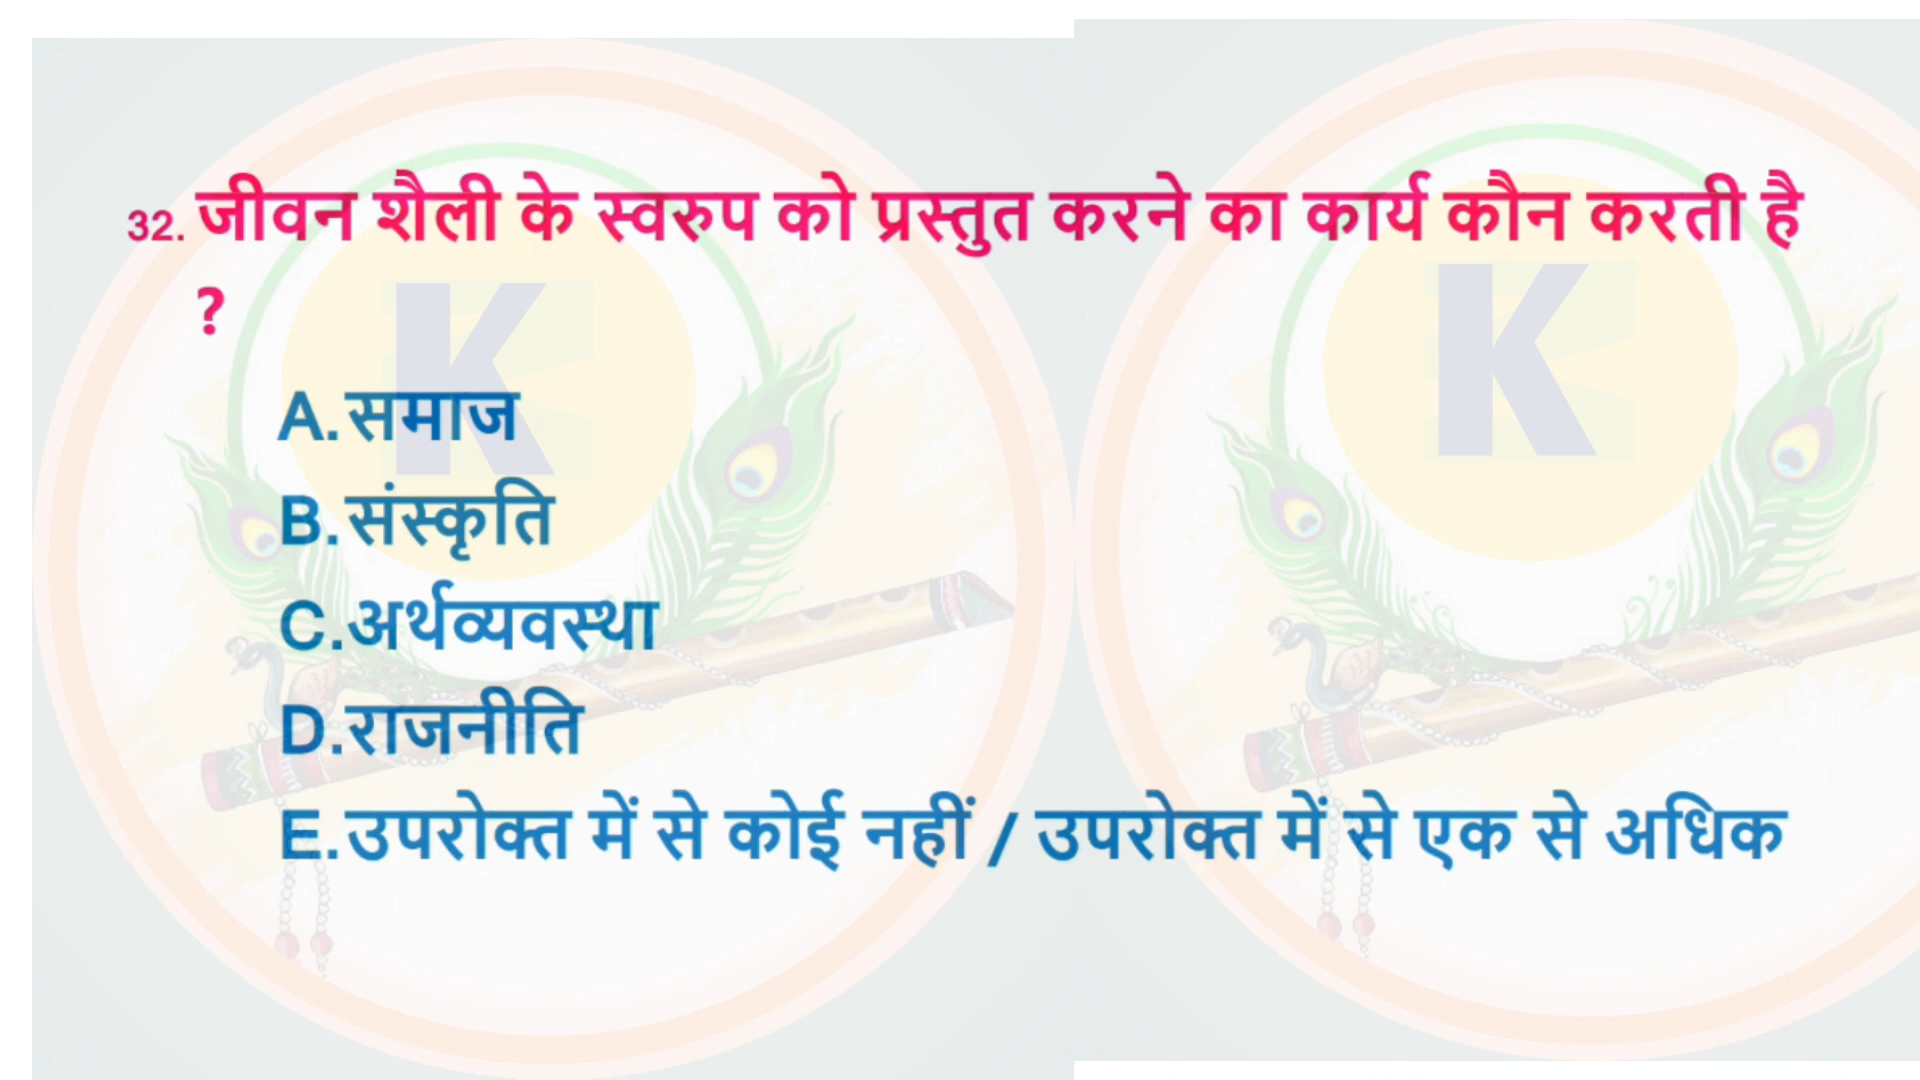 32. जीवन शैली के स्वरुप को प्रस्तुत करने का कार्य कौन करती है
?
A.समाज
B.संस्कृति
C.अर्थव्यवस्था
D.राजनीति
E.उपरोक्त में से कोई नहीं / उपरोक्त में से एक से अधिक
K K